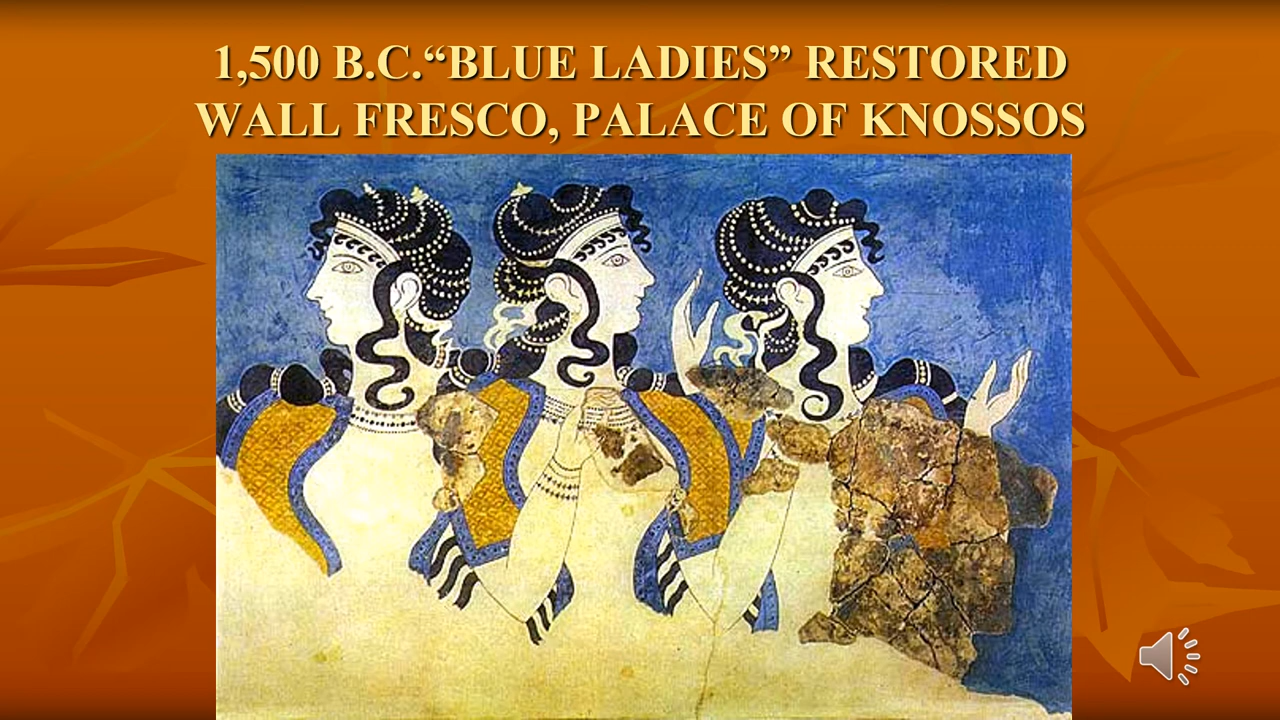 1,500 B.C.“BLUE LADIES” RESTORED
WALL FRESCO, PALACE OF KNOSSOS